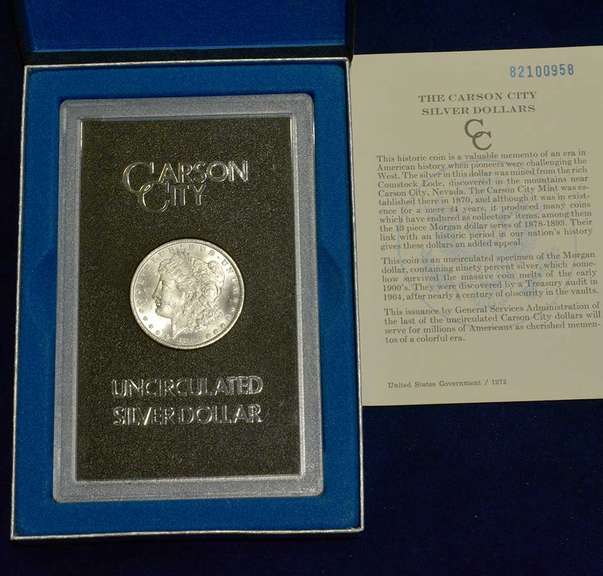 CARSON
CITY
UNCIRCULATED
SILVER DOLLAR
82100958
THE CARSON CITY
SILVER DOLLARS
CC
This historic coin is a valuable memento of an era in
American history when pioneers were challenging the
West. The silver in this dollar was mined from the rich
Comstock Lode, discovered in the mountains near
Carson City, Nevada. The Carson City Mint was es-
tablished there in 1870, and although it was in exist-
ence for a mere 24 years, it produced many coins
which have endured as collectors' items, among them
the 13 piece Morgan dollar series of 1878-1893. Their
link with an historic period in our nation's history
gives these dollars an added appeal.
This coin is an uncirculated specimen of the Morgan
dollar, containing ninety percent silver, which some-
how survived the massive coin melts of the early
1900's. They were discovered by a Treasury audit in
1964, after nearly a century of obscurity in the vaults.
This issuance by General Services Administration of
the last of the uncirculated Carson City dollars will
serve for millions of Americans as cherished memen-
tos of a colorful era.
United States Government / 1972